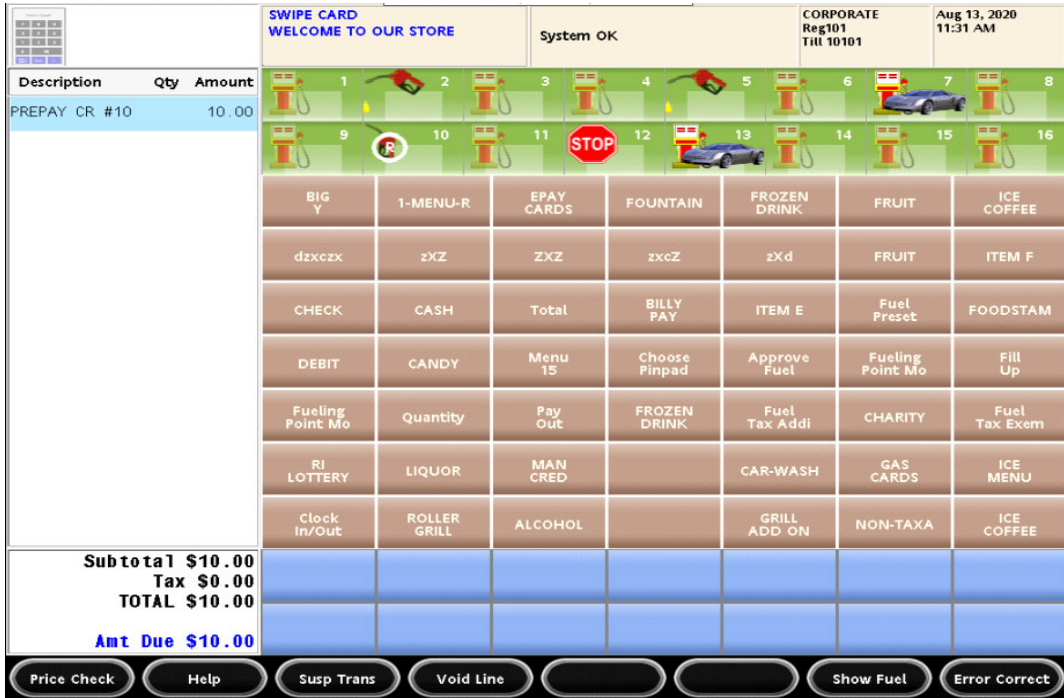 SWIPE CARD
WELCOME TO OUR STORE
System OK
CORPORATE
Reg101
Till 10101
Aug 13, 2020
11:31 AM
Description Qty Amount
PREPAY CR #10 10.00
1 2 3 4 5 6 7 8
9 R 10 11 STOP 12 13 14 15 16
BIG
Y
1-MENU-R
EPAY
CARDS
FOUNTAIN
FROZEN
DRINK
FRUIT
ICE
COFFEE
dzxczx
zXZ
ZXZ
zxcZ
zXd
FRUIT
ITEM F
CHECK
CASH
Total
BILLY
PAY
ITEM E
Fuel
Preset
FOODSTAM
DEBIT
CANDY
Menu
15
Choose
Pinpad
Approve
Fuel
Fueling
Point Mo
Fill
Up
Fueling
Point Mo
Quantity
Pay
Out
FROZEN
DRINK
Fuel
Tax Addi
CHARITY
Fuel
Tax Exem
RI
LOTTERY
LIQUOR
MAN
CRED
CAR-WASH
GAS
CARDS
ICE
MENU
Clock
In/Out
ROLLER
GRILL
ALCOHOL
GRILL
ADD ON
NON-TAXA
ICE
COFFEE
Subtotal $10.00
Tax $0.00
TOTAL $10.00
Amt Due $10.00
Price Check
Help
Susp Trans
Void Line
Show Fuel
Error Correct